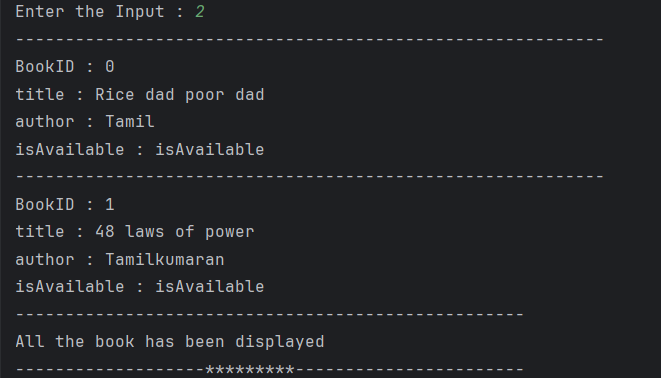 Enter the Input : 2
-----------------------------------------------------------
BookID : 0
title : Rice dad poor dad
author : Tamil
isAvailable : isAvailable
-----------------------------------------------------------
BookID : 1
title : 48 laws of power
author : Tamilkumaran
isAvailable : isAvailable
---------------------------------------------------
All the book has been displayed
-------------------*********-----------------------